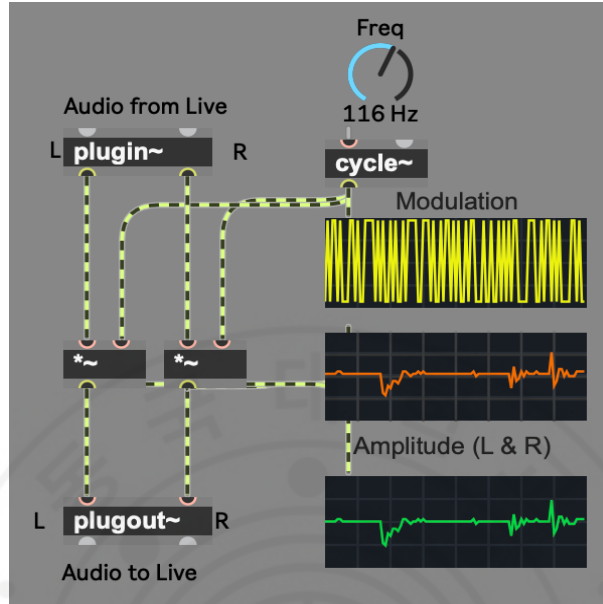 Freq
116 Hz
Audio from Live
L plugin~ R
cycle~
Modulation
*~ *~
Amplitude (L & R)
L plugout~ R
Audio to Live